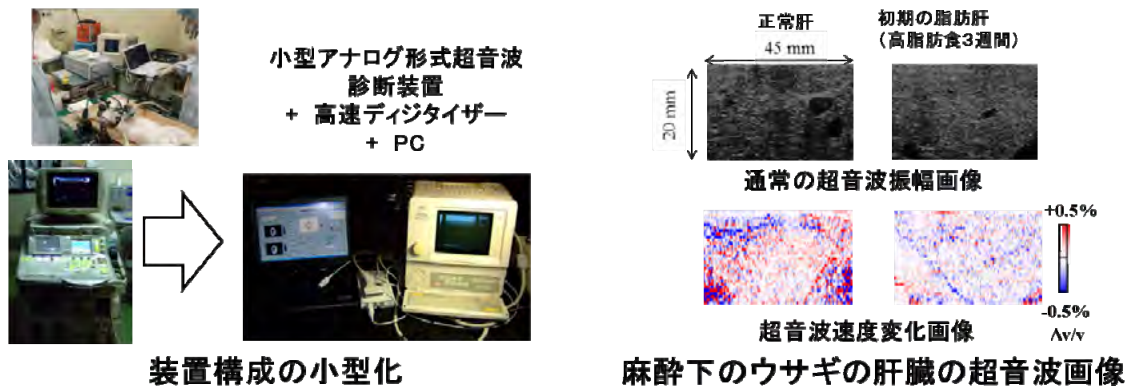 小型アナログ形式超音波
診断装置
+ 高速ディジタイザー
+ PC
装置構成の小型化
正常肝
初期の脂肪肝
(高脂肪食3週間)
45 mm
20 mm
通常の超音波振幅画像
+0.5%
-0.5%
Δv/v
超音波速度変化画像
麻酔下のウサギの肝臓の超音波画像